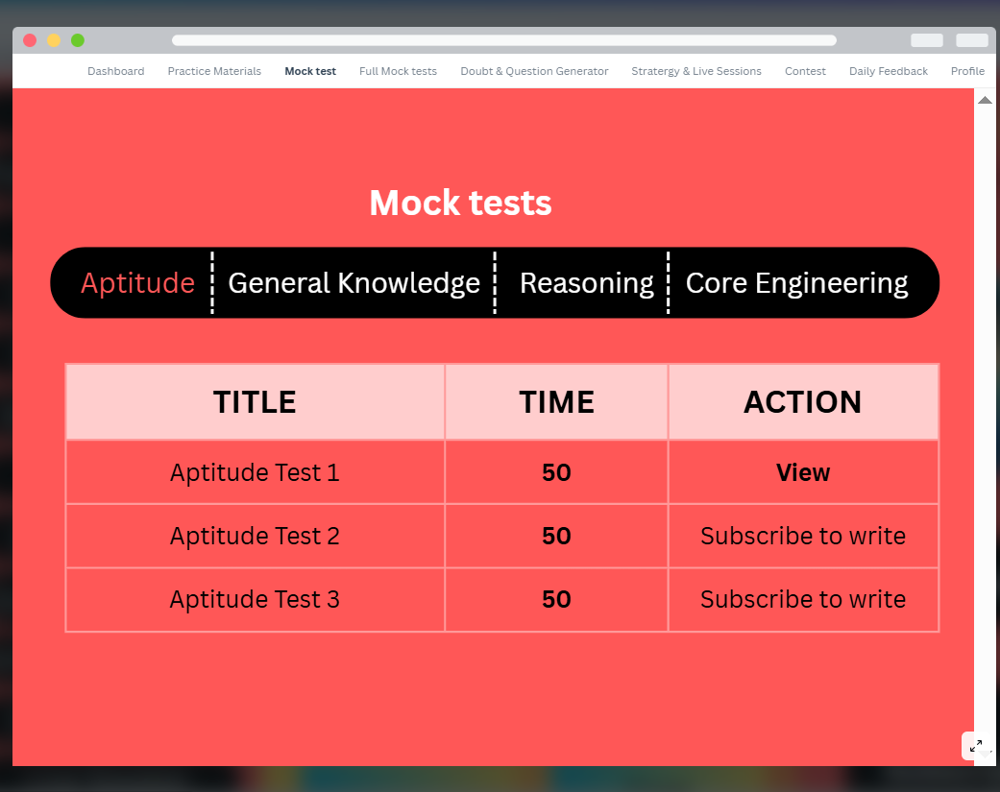 Dashboard Practice Materials Mock test Full Mock tests Doubt & Question Generator Stratergy & Live Sessions Contest Daily Feedback Profile
Mock tests
Aptitude General Knowledge Reasoning Core Engineering
TITLE TIME ACTION
Aptitude Test 1 50 View
Aptitude Test 2 50 Subscribe to write
Aptitude Test 3 50 Subscribe to write